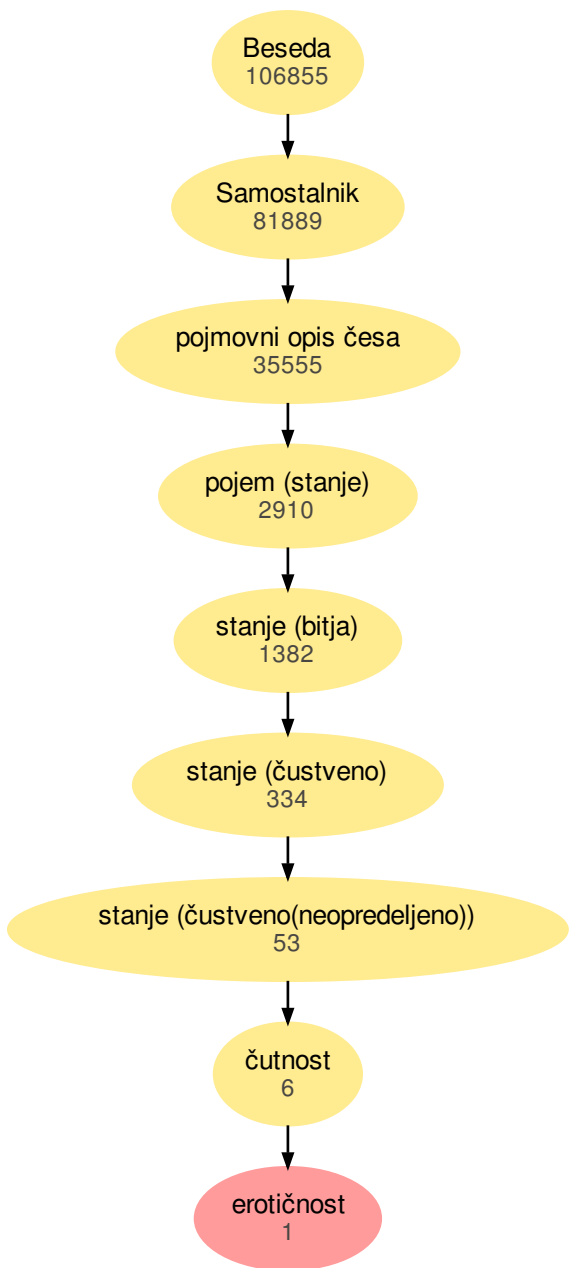 Beseda
106855
Samostalnik
81889
pojmovni opis česa
35555
pojem (stanje)
2910
stanje (bitja)
1382
stanje (čustveno)
334
stanje (čustveno(neopredeljeno))
53
čutnost
6
erotičnost
1